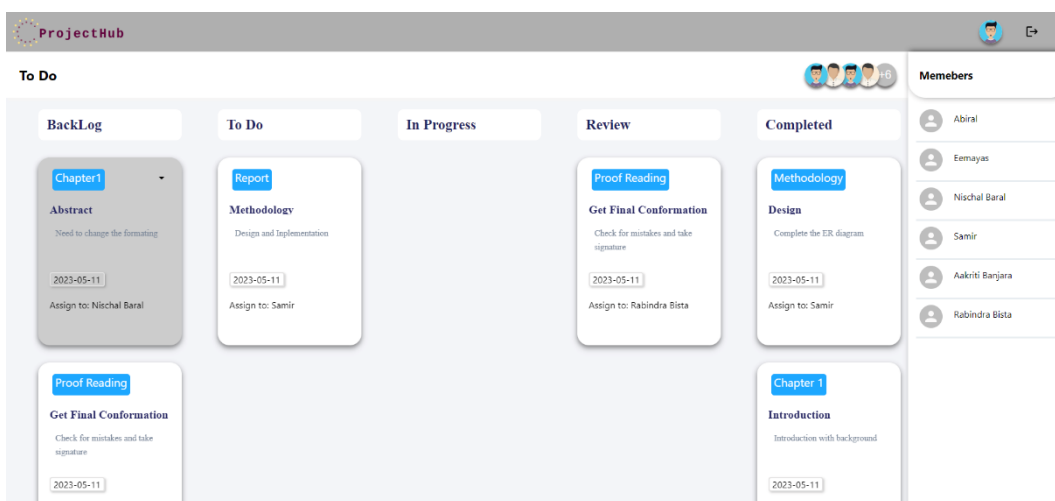 ProjectHub
To Do
+6
Memebers
BackLog
Chapter1
Abstract
Need to change the formating
2023-05-11
Assign to: Nischal Baral
Proof Reading
Get Final Conformation
Check for mistakes and take
signature
2023-05-11
To Do
Report
Methodology
Design and Inplementation
2023-05-11
Assign to: Samir
In Progress
Review
Proof Reading
Get Final Conformation
Check for mistakes and take
signature
2023-05-11
Assign to: Rabindra Bista
Completed
Methodology
Design
Complete the ER diagram
2023-05-11
Assign to: Samir
Chapter 1
Introduction
Introduction with background
2023-05-11
Abiral
Eemayas
Nischal Baral
Samir
Aakriti Banjara
Rabindra Bista